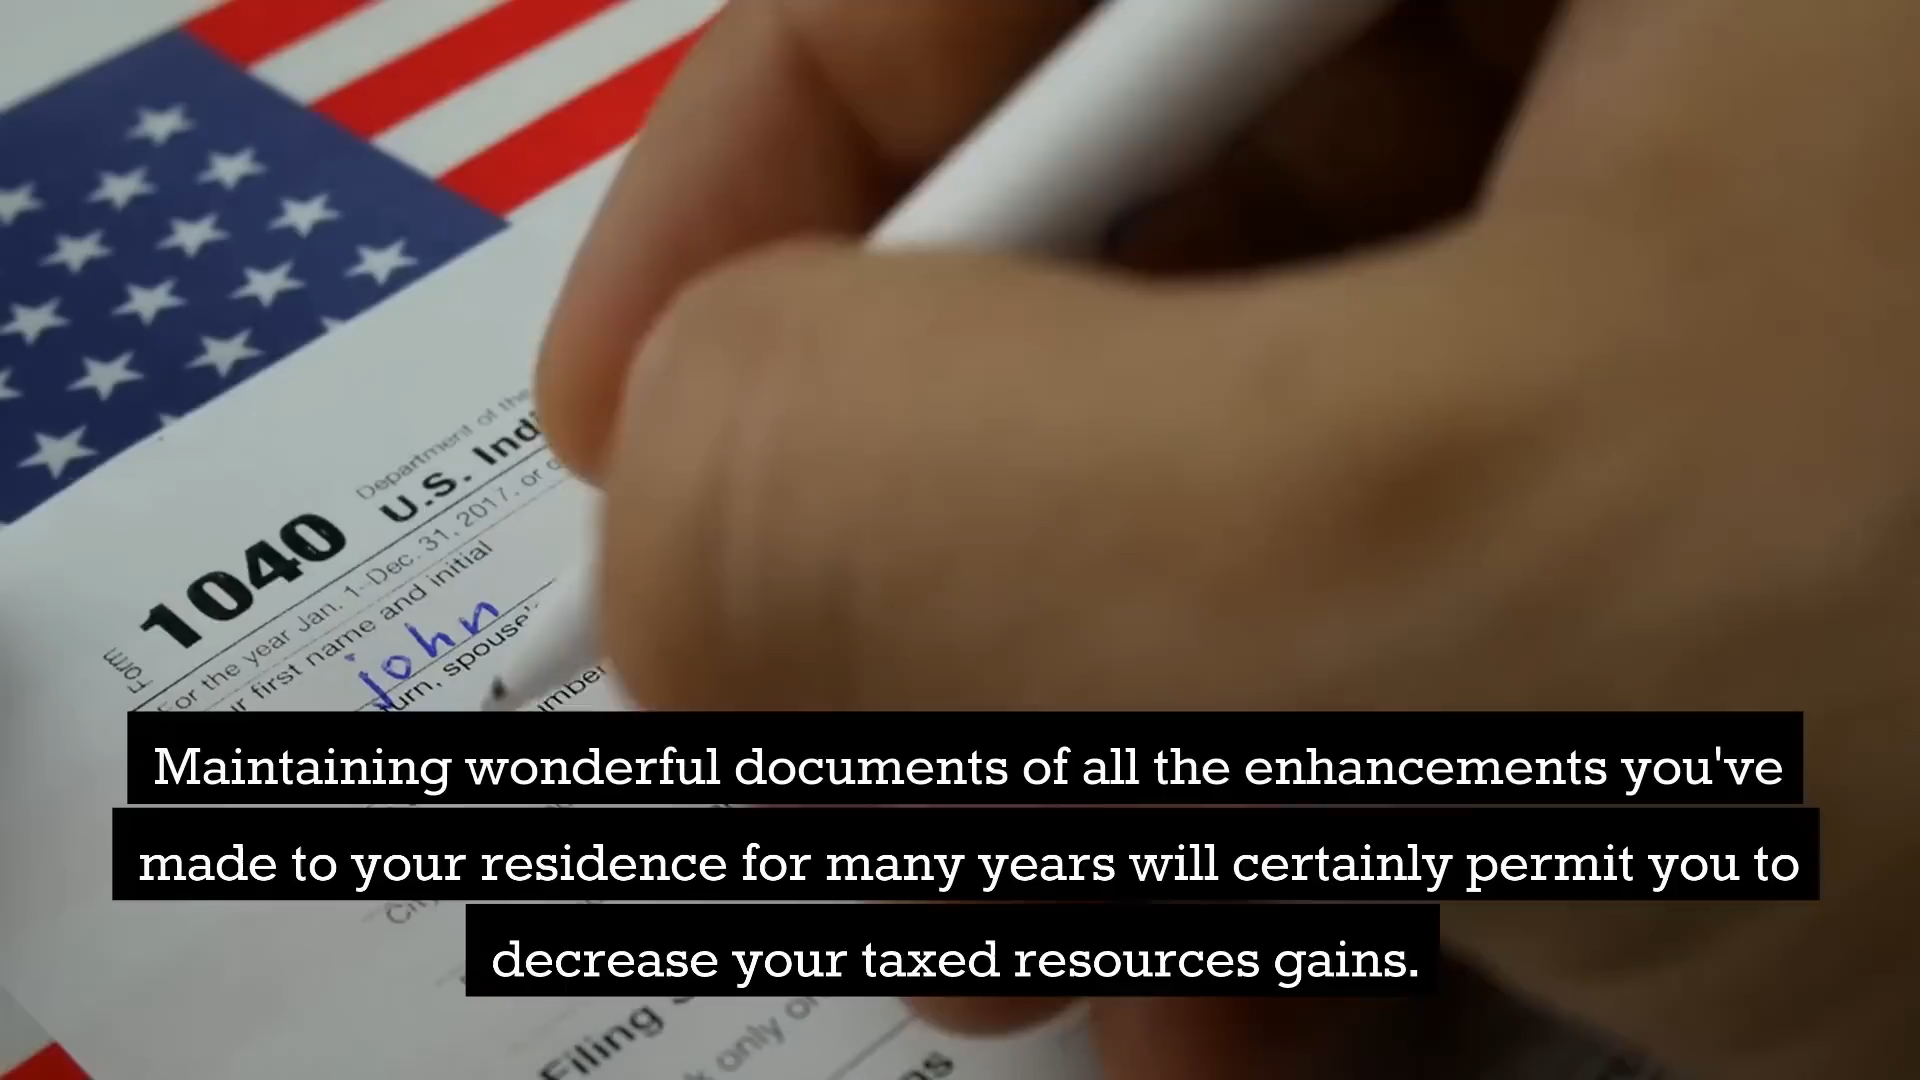 Department of the
Form 1040 U.S. Ind
For the year Jan. 1–Dec. 31, 2017, or
first name and initial
john
spouse'
Maintaining wonderful documents of all the enhancements you've
made to your residence for many years will certainly permit you to
decrease your taxed resources gains.
Filing
only